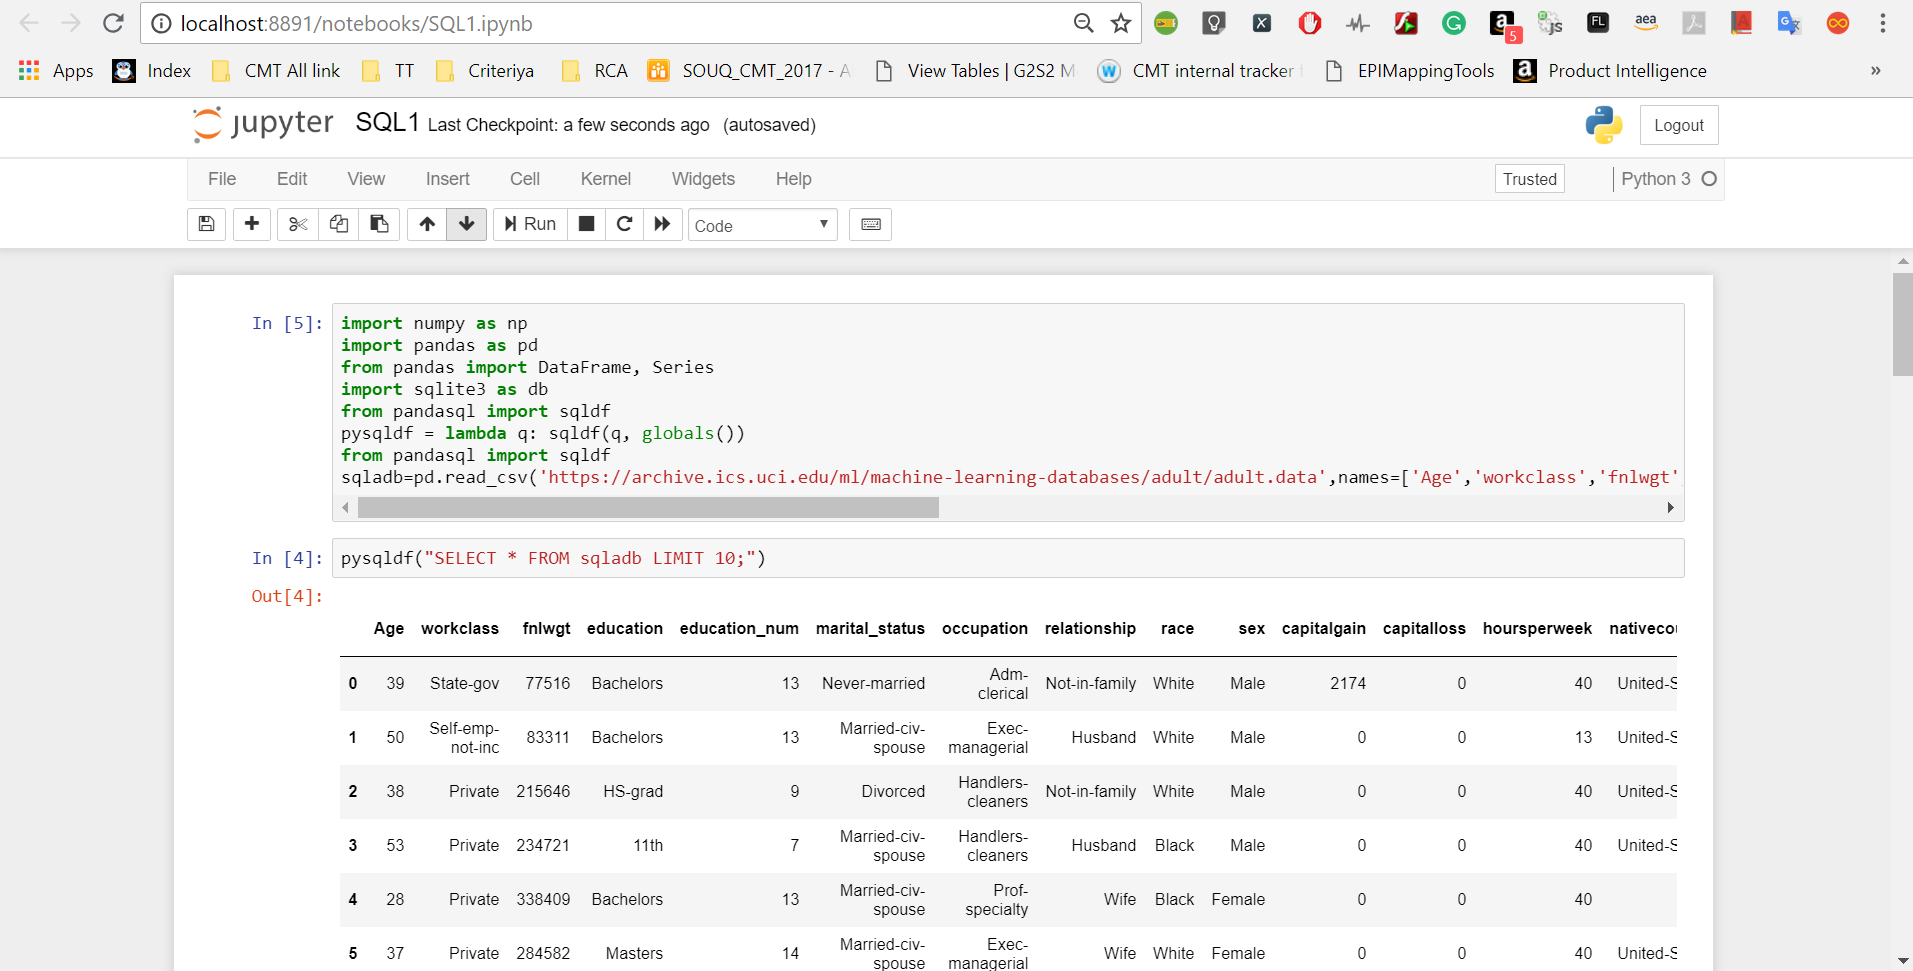 localhost:8891/notebooks/SQL1.ipynb
X
G
a
5
js
FL
aea
A
G
Apps Index CMT All link TT Criteriya RCA SOUQ_CMT_2017 - A View Tables | G2S2 M W CMT internal tracker EPIMappingTools a Product Intelligence »
jupyter SQL1 Last Checkpoint: a few seconds ago (autosaved) Logout
File Edit View Insert Cell Kernel Widgets Help Trusted Python 3
Run Code
In [5]: import numpy as np
import pandas as pd
from pandas import DataFrame, Series
import sqlite3 as db
from pandasql import sqldf
pysqldf = lambda q: sqldf(q, globals())
from pandasql import sqldf
sqladb=pd.read_csv('https://archive.ics.uci.edu/ml/machine-learning-databases/adult/adult.data',names=['Age','workclass','fnlwgt'
In [4]: pysqldf("SELECT * FROM sqladb LIMIT 10;")
Out[4]:
Age workclass fnlwgt education education_num marital_status occupation relationship race sex capitalgain capitalloss hoursperweek nativecou
0 39 State-gov 77516 Bachelors 13 Never-married Adm-clerical Not-in-family White Male 2174 0 40 United-S
1 50 Self-emp-not-inc 83311 Bachelors 13 Married-civ-spouse Exec-managerial Husband White Male 0 0 13 United-S
2 38 Private 215646 HS-grad 9 Divorced Handlers-cleaners Not-in-family White Male 0 0 40 United-S
3 53 Private 234721 11th 7 Married-civ-spouse Handlers-cleaners Husband Black Male 0 0 40 United-S
4 28 Private 338409 Bachelors 13 Married-civ-spouse Prof-specialty Wife Black Female 0 0 40
5 37 Private 284582 Masters 14 Married-civ-spouse Exec-managerial Wife White Female 0 0 40 United-S